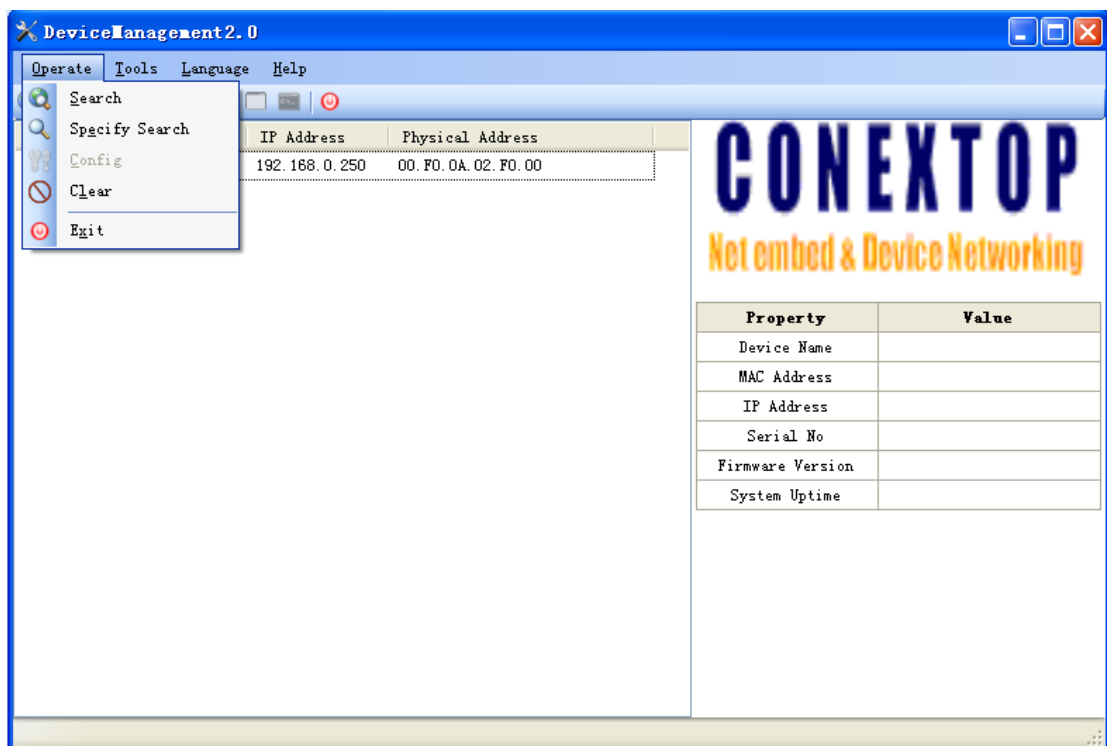 DeviceManagement2.0
Operate Tools Language Help
Search
Specify Search
Config
Clear
Exit
IP Address Physical Address
192.168.0.250 00.F0.0A.02.F0.00
CONEXTOP
Net embed & Device Networking
Property Value
Device Name
MAC Address
IP Address
Serial No
Firmware Version
System Uptime